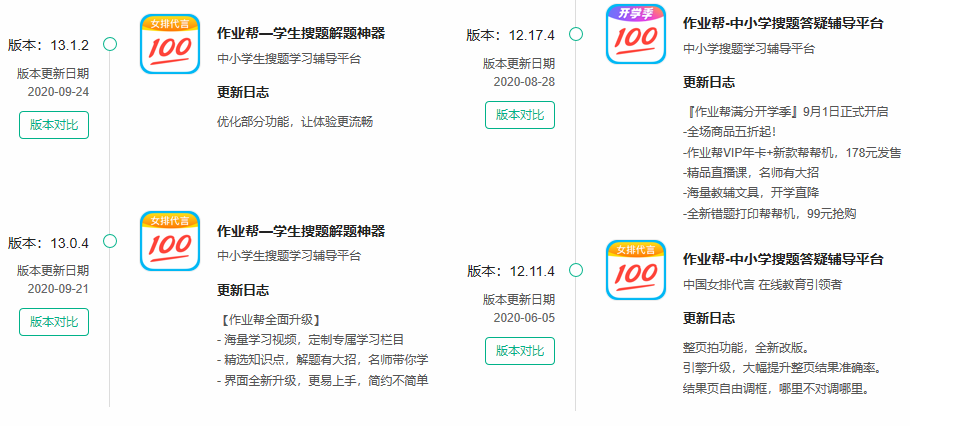 版本：13.1.2
版本更新日期
2020-09-24
版本对比
女排代言
100
作业帮—学生搜题解题神器
中小学生搜题学习辅导平台
更新日志
优化部分功能，让体验更流畅
版本：13.0.4
版本更新日期
2020-09-21
版本对比
女排代言
100
作业帮—学生搜题解题神器
中小学生搜题学习辅导平台
更新日志
【作业帮全面升级】
- 海量学习视频，定制专属学习栏目
- 精选知识点，解题有大招，名师带你学
- 界面全新升级，更易上手，简约不简单
版本：12.17.4
版本更新日期
2020-08-28
版本对比
开学季
100
作业帮-中小学搜题答疑辅导平台
中小学搜题学习辅导平台
更新日志
『作业帮满分开学季』9月1日正式开启
-全场商品五折起！
-作业帮VIP年卡+新款帮帮机，178元发售
-精品直播课，名师有大招
-海量教辅文具，开学直降
-全新错题打印帮帮机，99元抢购
版本：12.11.4
版本更新日期
2020-06-05
版本对比
女排代言
100
作业帮-中小学搜题答疑辅导平台
中国女排代言 在线教育引领者
更新日志
整页拍功能，全新改版。
引擎升级，大幅提升整页结果准确率。
结果页自由调框，哪里不对调哪里。